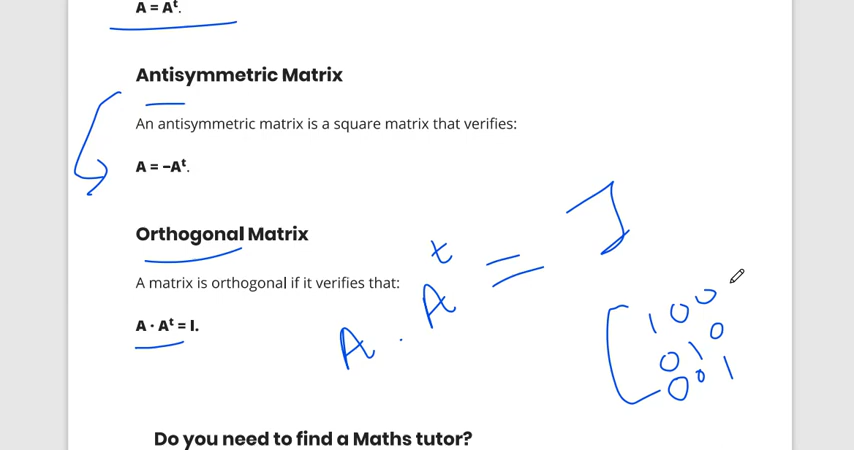 A = Aᵗ.
Antisymmetric Matrix
An antisymmetric matrix is a square matrix that verifies:
A = −Aᵗ.
Orthogonal Matrix
A matrix is orthogonal if it verifies that:
A · Aᵗ = I.
A . Aᵗ = I
[ 1 0 0
0 1 0
0 0 1
Do you need to find a Maths tutor?